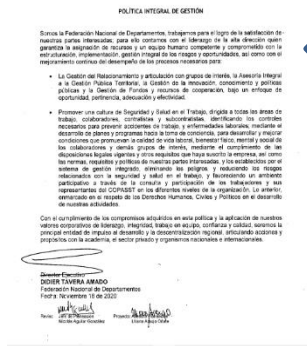 POLÍTICA INTEGRAL DE GESTIÓN
Somos la Federación Nacional de Departamentos, trabajamos para el logro de la satisfacción de
nuestras partes interesadas; para ello contamos con el liderazgo de la alta dirección quien
garantiza la asignación de recursos y un equipo humano competente y comprometido con la
estructuración, implementación, gestión integral de los riesgos y oportunidades, así como con el
mejoramiento continuo del desempeño de los procesos necesarios para:
• La Gestión del Relacionamiento y articulación con grupos de interés, la Asesoría Integral
a la Gestión Pública Territorial, la Gestión de la Innovación, conocimiento y políticas
públicas y la Gestión de Fondos y recursos de cooperación, bajo un enfoque de
oportunidad, pertinencia, adecuación y efectividad.
• Promover una cultura de Seguridad y Salud en el Trabajo, dirigida a todas las áreas de
trabajo, colaboradores, contratistas y subcontratistas, identificando los controles
necesarios para prevenir accidentes de trabajo, y enfermedades laborales, mediante el
desarrollo de planes y programas hacia la toma de conciencia, para desarrollar y mejorar
condiciones que promuevan la calidad de vida laboral, bienestar físico, mental y social de
los colaboradores y demás grupos de interés, mediante el cumplimiento de las
disposiciones legales vigentes y otros requisitos que haya suscrito la empresa, así como
las normas, requisitos y políticas de nuestras partes interesadas, y los establecidos por el
sistema de gestión integrado, eliminando los peligros y reduciendo los riesgos
relacionados con la seguridad y salud en el trabajo, y favoreciendo un ambiente
participativo a través de la consulta y participación de los trabajadores y sus
representantes del COPASST en los diferentes niveles de la organización. Lo anterior,
enmarcado en el respeto de los Derechos Humanos, Civiles y Políticos en el desarrollo
de nuestras actividades.
Con el cumplimiento de los compromisos adquiridos en esta política y la aplicación de nuestros
valores corporativos de liderazgo, integridad, trabajo en equipo, confianza y calidad, seremos la
principal entidad de impulso al desarrollo y la descentralización regional, articulando acciones y
propósitos con la academia, el sector privado y organismos nacionales e internacionales.
Director Ejecutivo
DIDIER TAVERA AMADO
Federación Nacional de Departamentos
Fecha: Noviembre 18 de 2020
Revisó:
Nicolás Aguilar González
Proyectó:
Liliana